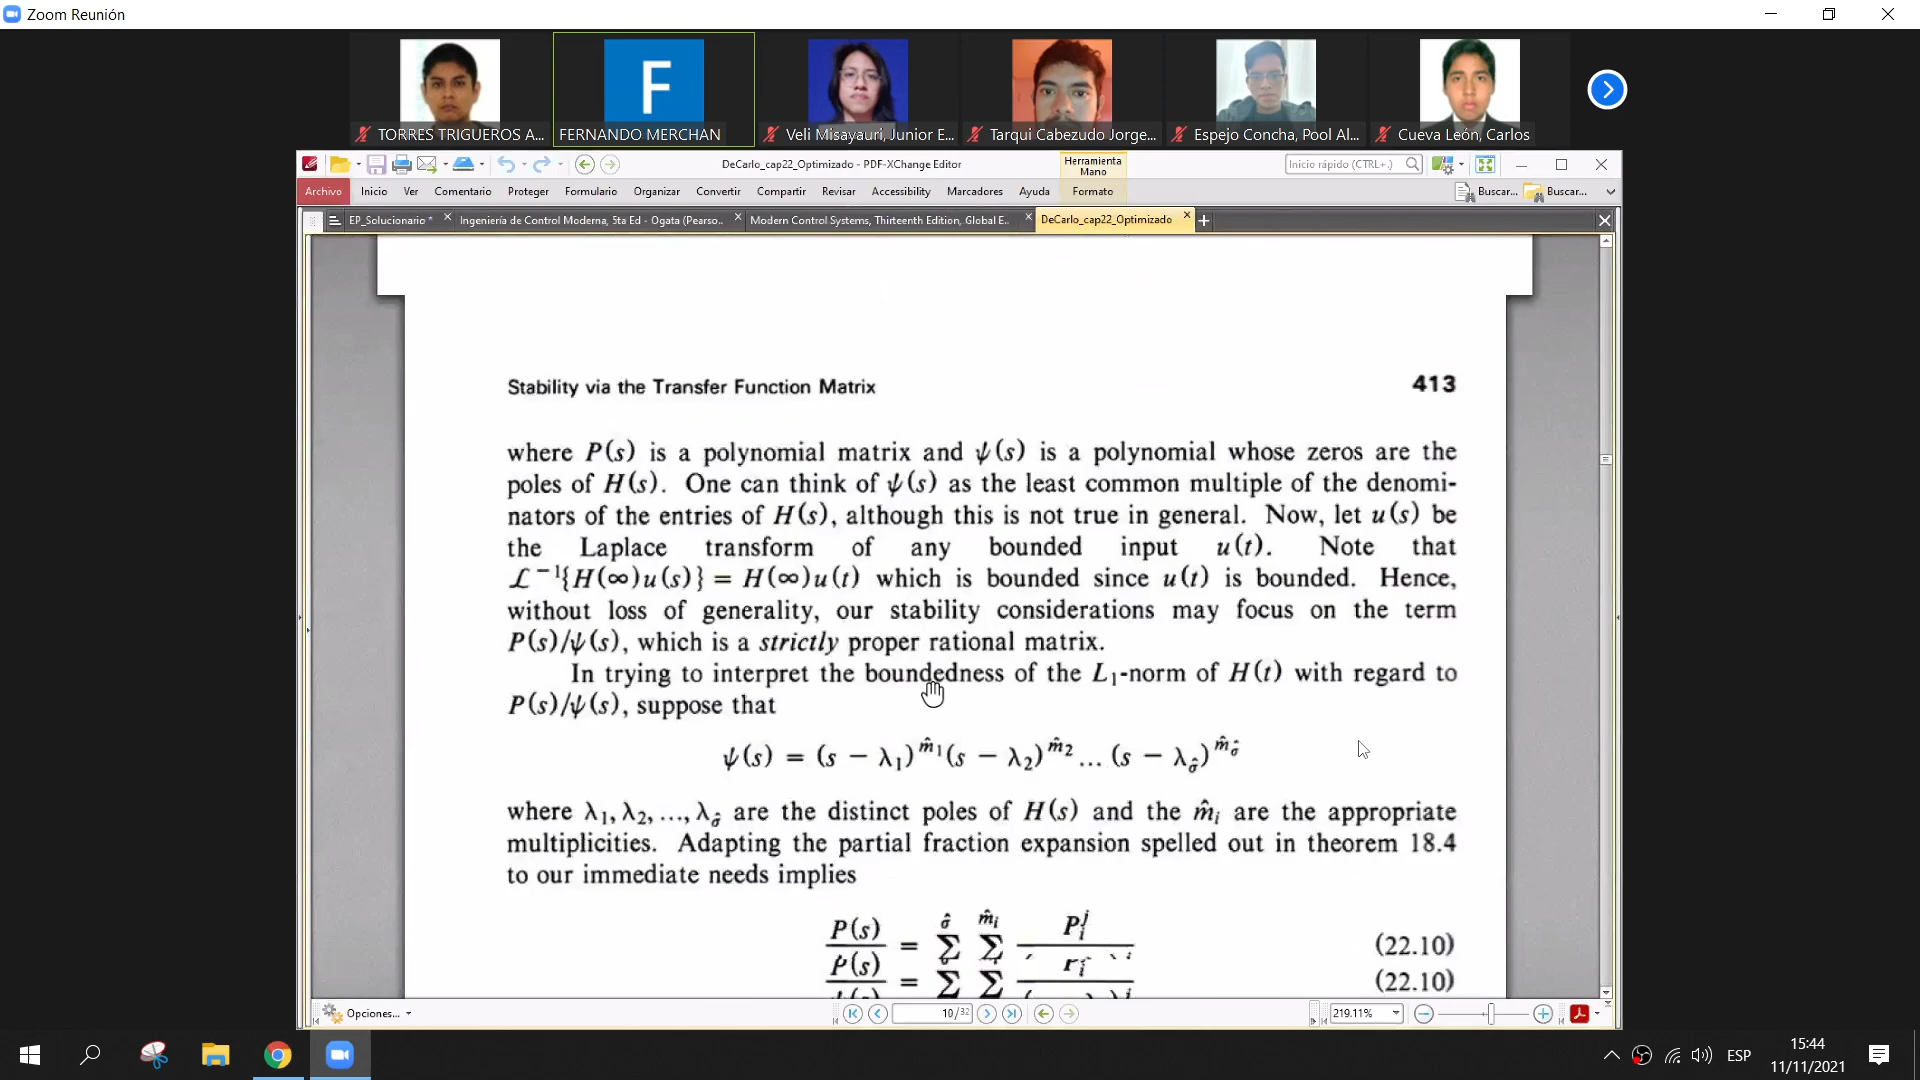 Zoom Reunión
F
TORRES TRIGUEROS A...
FERNANDO MERCHAN
Veli Misayauri, Junior E...
Tarqui Cabezudo Jorge...
Espejo Concha, Pool Al...
Cueva León, Carlos
DeCarlo_cap22_Optimizado - PDF-XChange Editor
Herramienta Mano
Inicio rápido (CTRL+.)
Archivo Inicio Ver Comentario Proteger Formulario Organizar Convertir Compartir Revisar Accessibility Marcadores Ayuda Formato Buscar... Buscar...
EP_Solucionario * Ingeniería de Control Moderna, 5ta Ed - Ogata (Pearso.. Modern Control Systems, Thirteenth Edition, Global E.. DeCarlo_cap22_Optimizado
Stability via the Transfer Function Matrix 413
where P(s) is a polynomial matrix and ψ(s) is a polynomial whose zeros are the
poles of H(s). One can think of ψ(s) as the least common multiple of the denomi-
nators of the entries of H(s), although this is not true in general. Now, let u(s) be
the Laplace transform of any bounded input u(t). Note that
ℒ⁻¹{H(∞)u(s)} = H(∞)u(t) which is bounded since u(t) is bounded. Hence,
without loss of generality, our stability considerations may focus on the term
P(s)/ψ(s), which is a strictly proper rational matrix.
In trying to interpret the boundedness of the L₁-norm of H(t) with regard to
P(s)/ψ(s), suppose that
ψ(s) = (s − λ₁)^m̂₁ (s − λ₂)^m̂₂ ... (s − λ_σ̂)^m̂_σ̂
where λ₁, λ₂, ..., λ_σ̂ are the distinct poles of H(s) and the m̂ᵢ are the appropriate
multiplicities. Adapting the partial fraction expansion spelled out in theorem 18.4
to our immediate needs implies
P(s) = Σ^σ̂ Σ^m̂ᵢ Pᵢ^j (22.10)
P(s) = Σ Σ (22.10)
Opciones... 10/32 219.11%
ESP
15:44
11/11/2021